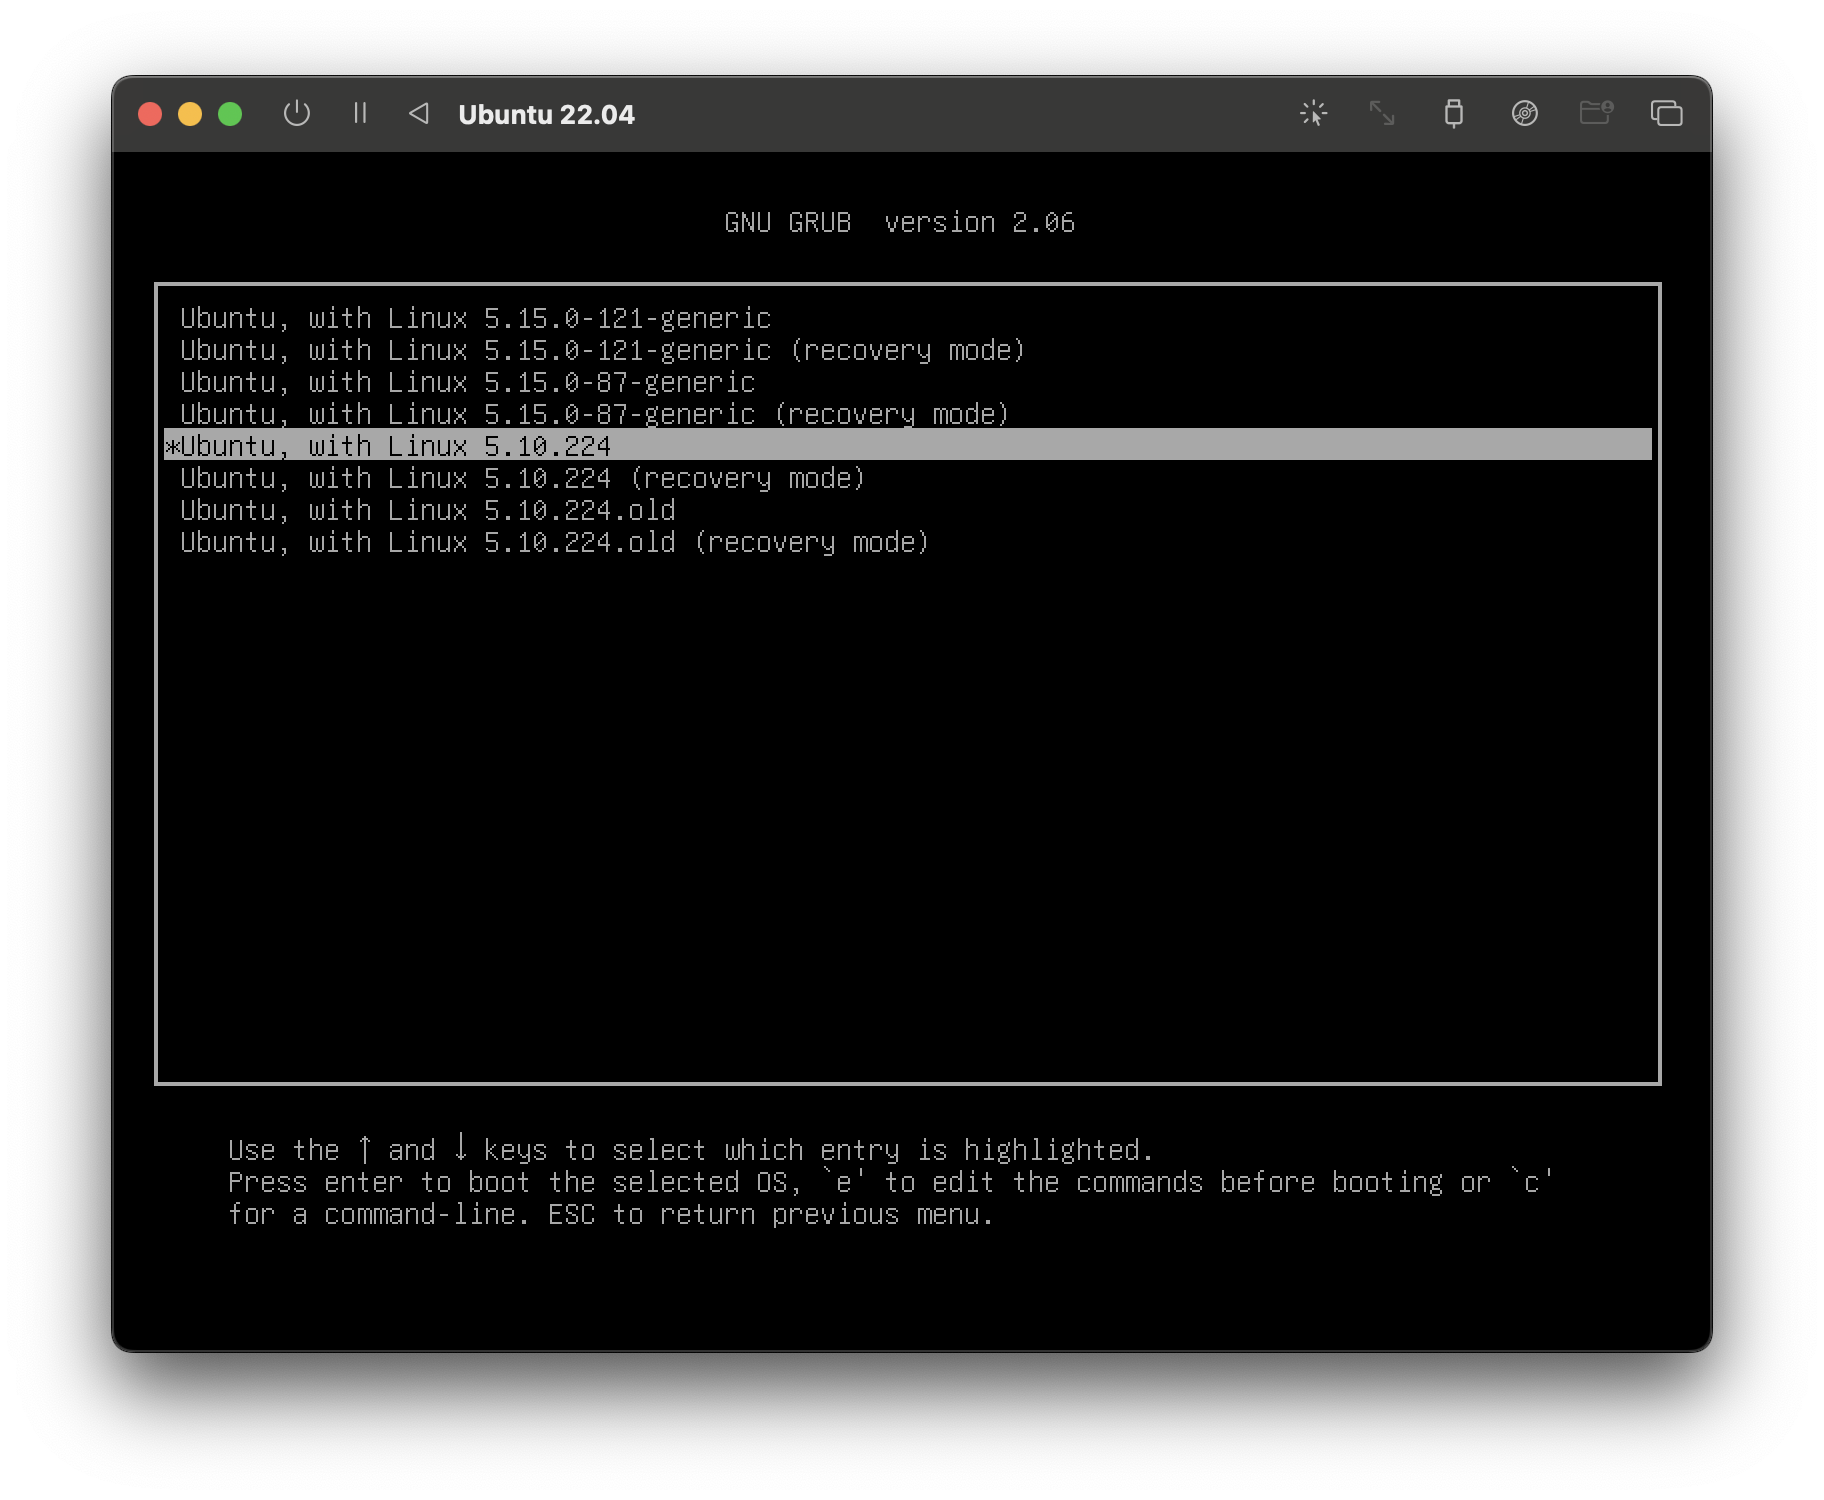 Ubuntu 22.04
GNU GRUB  version 2.06
Ubuntu, with Linux 5.15.0-121-generic
Ubuntu, with Linux 5.15.0-121-generic (recovery mode)
Ubuntu, with Linux 5.15.0-87-generic
Ubuntu, with Linux 5.15.0-87-generic (recovery mode)
*Ubuntu, with Linux 5.10.224
Ubuntu, with Linux 5.10.224 (recovery mode)
Ubuntu, with Linux 5.10.224.old
Ubuntu, with Linux 5.10.224.old (recovery mode)
Use the ↑ and ↓ keys to select which entry is highlighted.
Press enter to boot the selected OS, `e' to edit the commands before booting or `c'
for a command-line. ESC to return previous menu.